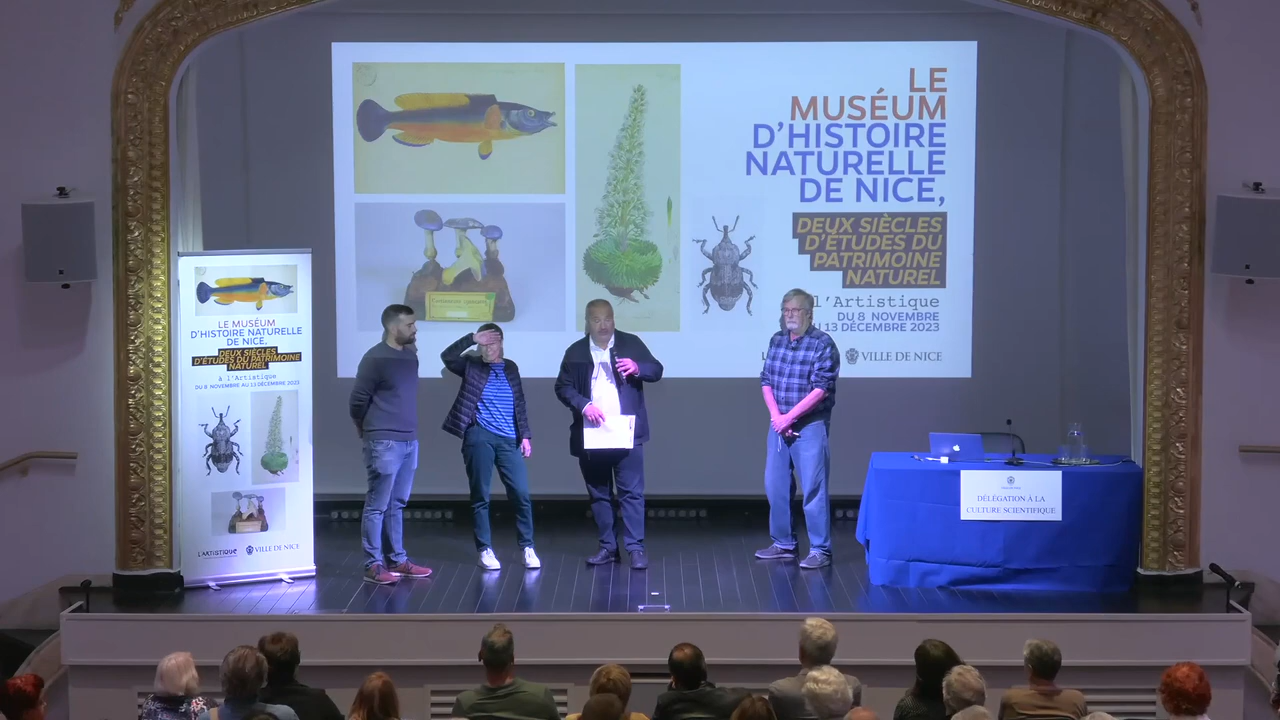 LE
MUSÉUM
D'HISTOIRE
NATURELLE
DE NICE,
DEUX SIÈCLES
D'ÉTUDES DU
PATRIMOINE
NATUREL
l'Artistique
DU 8 NOVEMBRE
13 DÉCEMBRE 2023
VILLE DE NICE
LE MUSÉUM
D'HISTOIRE NATURELLE
DE NICE,
DEUX SIÈCLES
D'ÉTUDES DU PATRIMOINE
NATUREL
à l'Artistique
DU 8 NOVEMBRE AU 13 DÉCEMBRE 2023
L'ARTISTIQUE
VILLE DE NICE
DÉLÉGATION À LA
CULTURE SCIENTIFIQUE